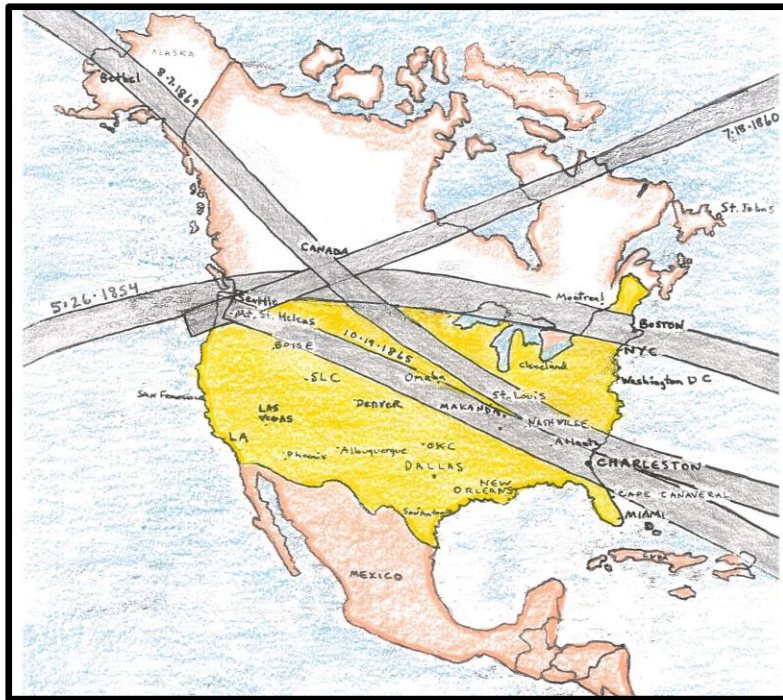 ALASKA
Bethel
8.7.1869
7.18.1860
St. Johns
CANADA
5.26.1854
Seattle
Montreal
Mt. St. Helens
BOSTON
10.19.1865
BOISE
NYC
Cleveland
SLC
Omaha
Washington DC
San Francisco
St. Louis
LAS
VEGAS
DENVER
MAKANDA
NASHVILLE
LA
Atlanta
Phoenix
Albuquerque
OKC
CHARLESTON
DALLAS
NEW
ORLEANS
CAPE CANAVERAL
San Antonio
MIAMI
CUBA
MEXICO